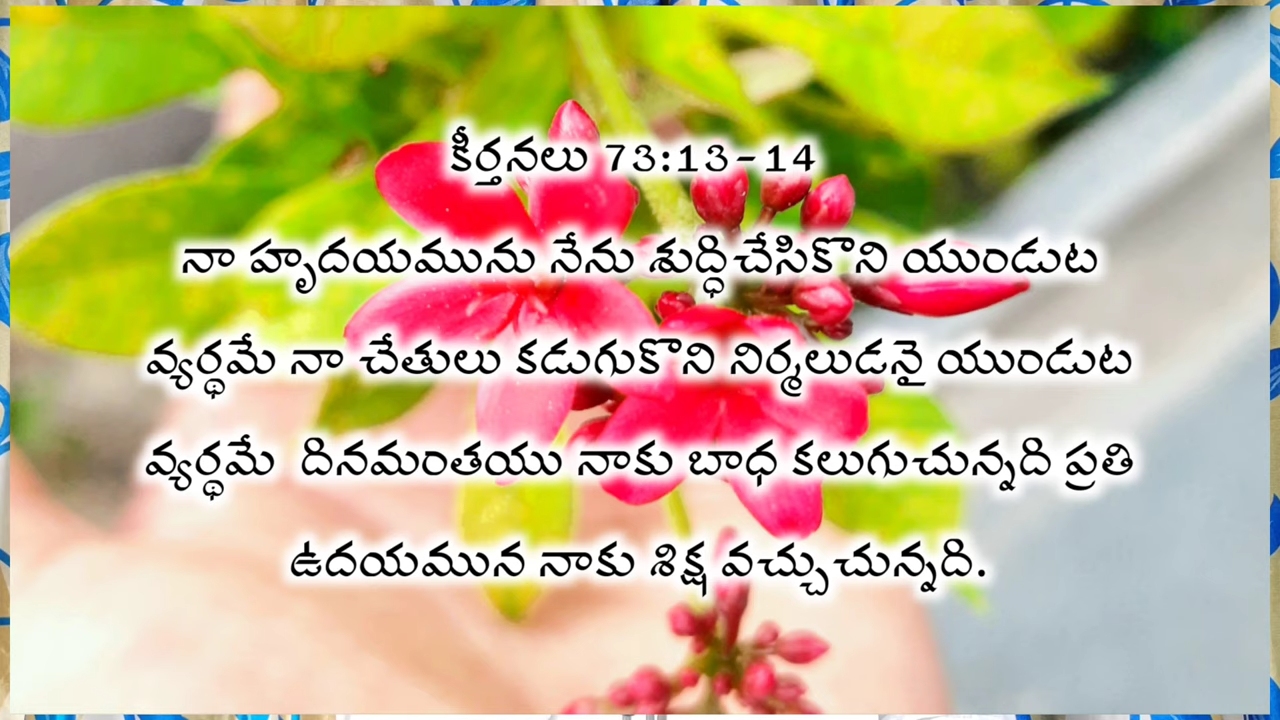 కీర్తనలు 73:13-14
నా హృదయమును నేను శుద్ధిచేసికొని యుండుట
వ్యర్థమే నా చేతులు కడుగుకొని నిర్మలుడనై యుండుట
వ్యర్థమే దినమంతయు నాకు బాధ కలుగుచున్నది ప్రతి
ఉదయమున నాకు శిక్ష వచ్చుచున్నది.